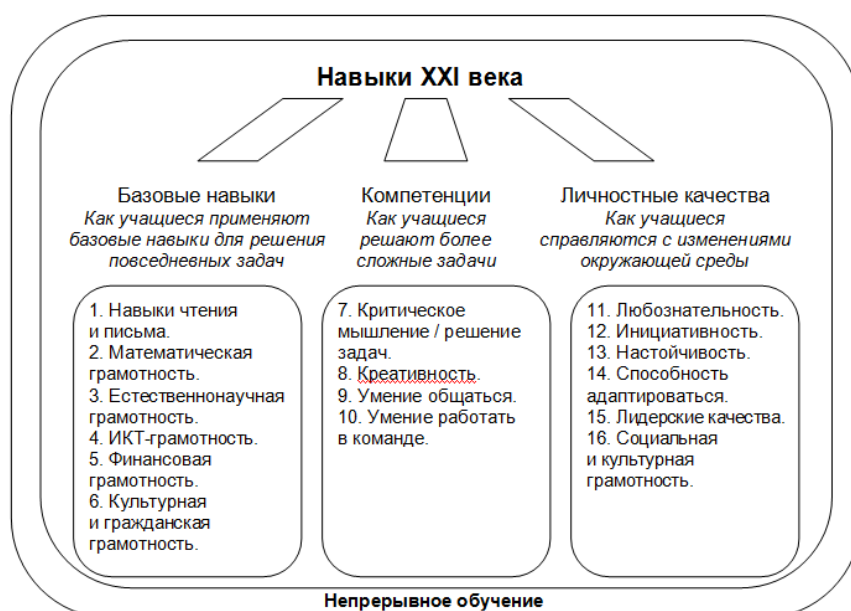 Навыки XXI века
Базовые навыки
Как учащиеся применяют
базовые навыки для решения
повседневных задач
Компетенции
Как учащиеся
решают более
сложные задачи
Личностные качества
Как учащиеся
справляются с изменениями
окружающей среды
1. Навыки чтения
и письма.
2. Математическая
грамотность.
3. Естественнонаучная
грамотность.
4. ИКТ-грамотность.
5. Финансовая
грамотность.
6. Культурная
и гражданская
грамотность.
7. Критическое
мышление / решение
задач.
8. Креативность.
9. Умение общаться.
10. Умение работать
в команде.
11. Любознательность.
12. Инициативность.
13. Настойчивость.
14. Способность
адаптироваться.
15. Лидерские качества.
16. Социальная
и культурная
грамотность.
Непрерывное обучение